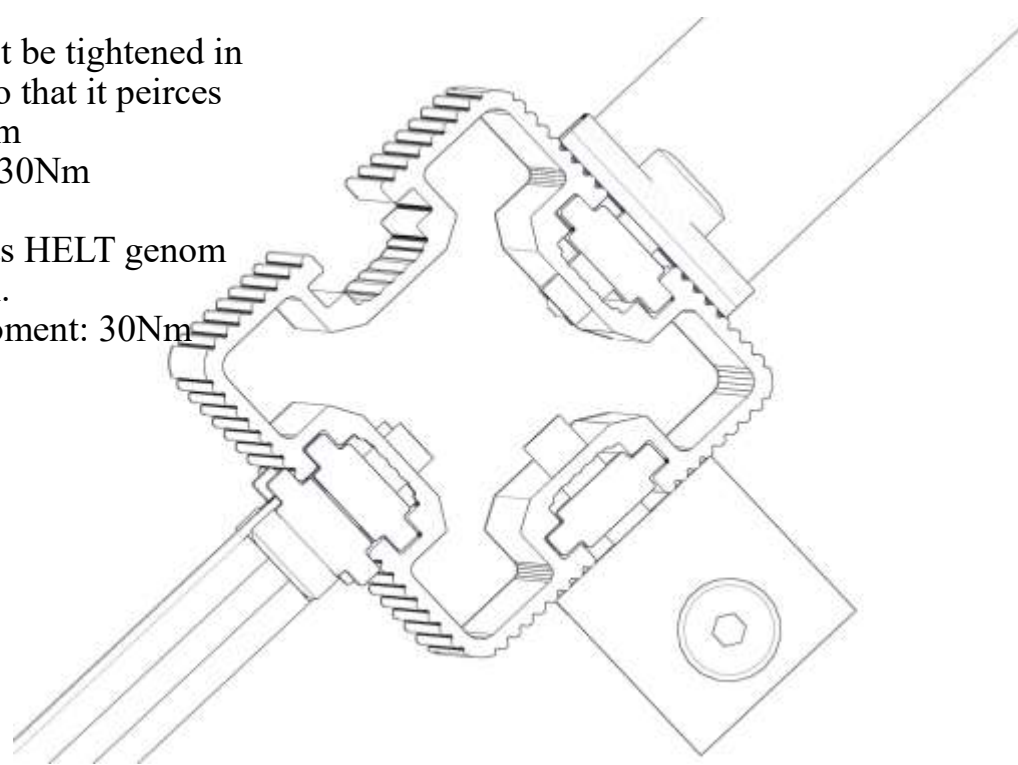 t be tightened in
o that it peirces
m
30Nm
s HELT genom
.
oment: 30Nm